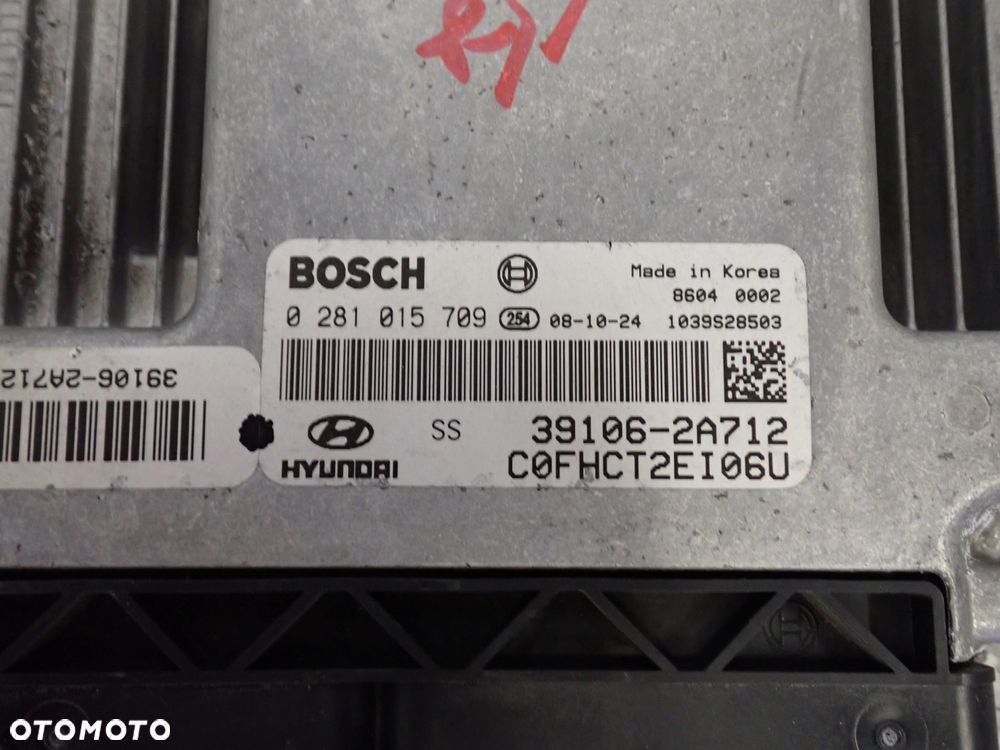 BOSCH
Made in Korea
8604 0002
0 281 015 709 254 08-10-24 1039S28503
39106-2A712
SS
39106-2A712
HYUNDAI
C0FHCT2EI06U
OTOMOTO